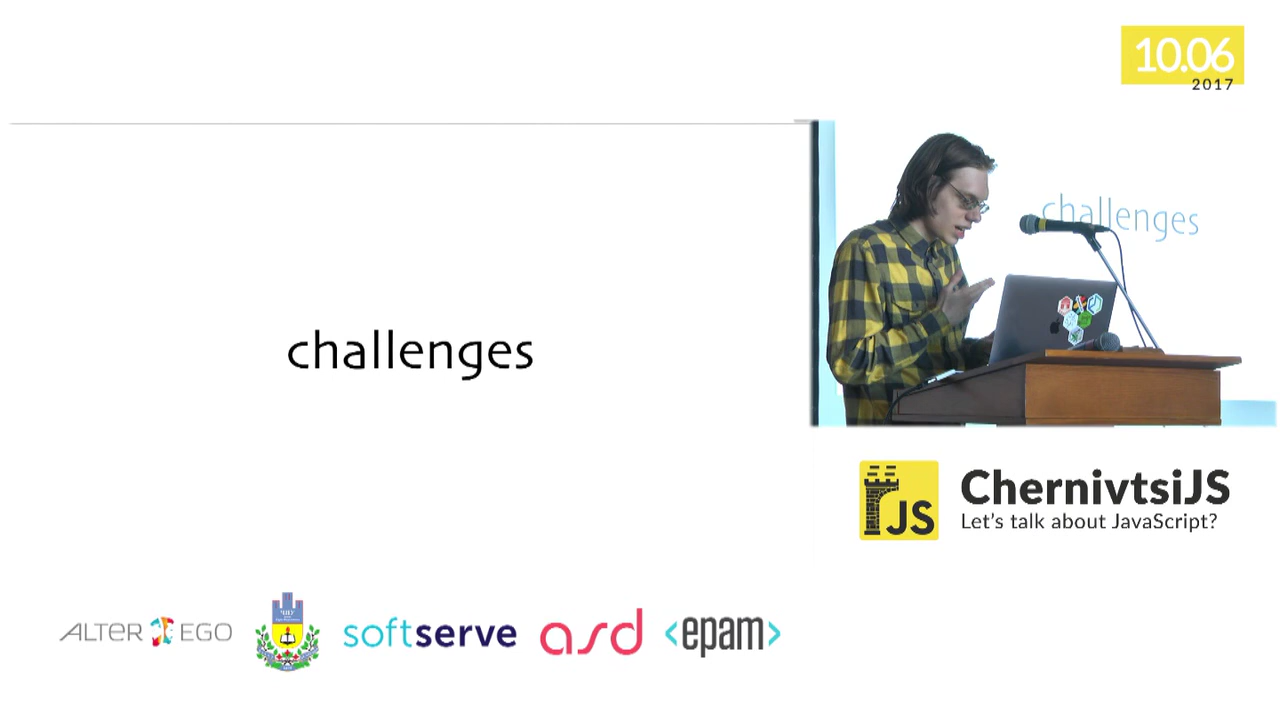 10.06
2017
challenges
challenges
JS
ChernivtsiJS
Let's talk about JavaScript?
ALTER EGO
softserve
asd
<epam>